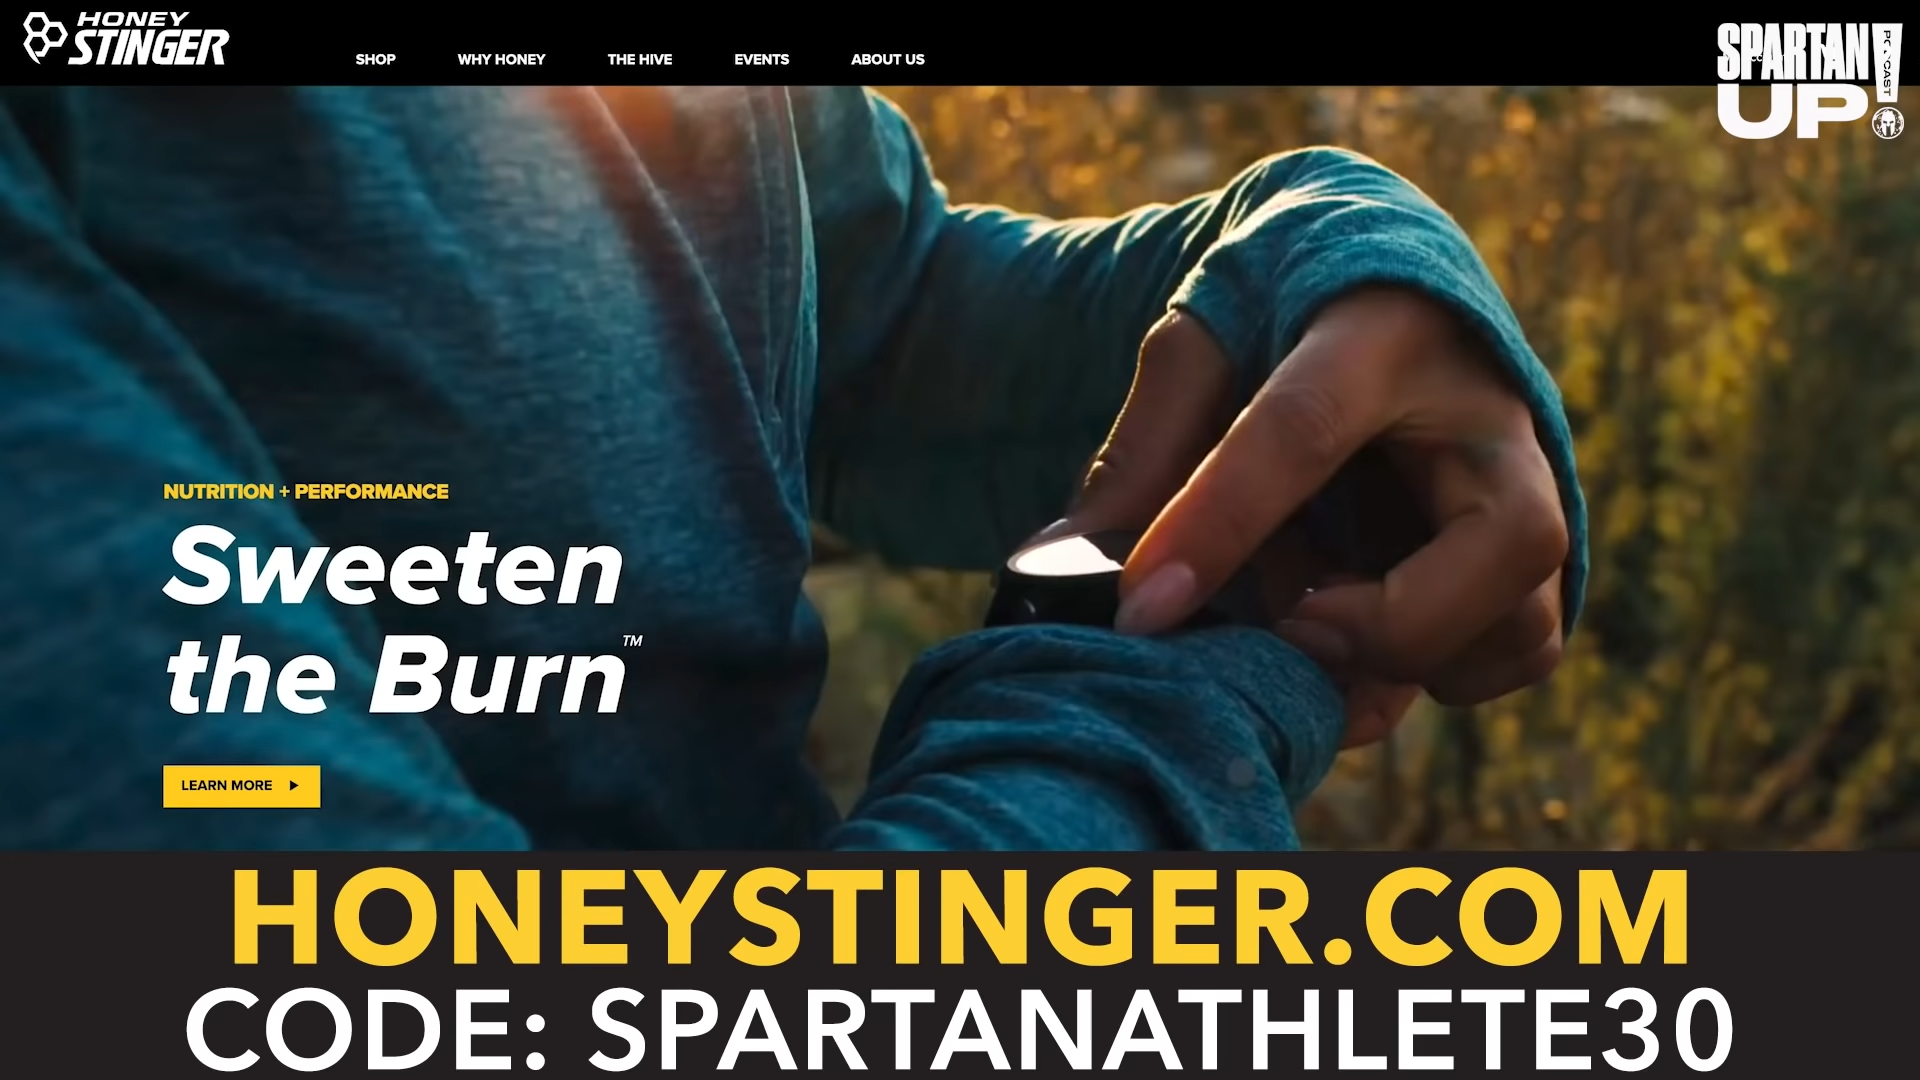 HONEY
STINGER
SHOP
WHY HONEY
THE HIVE
EVENTS
ABOUT US
SPARTAN
UP!
PODCAST
NUTRITION + PERFORMANCE
Sweeten
the Burn™
LEARN MORE
HONEYSTINGER.COM
CODE: SPARTANATHLETE30